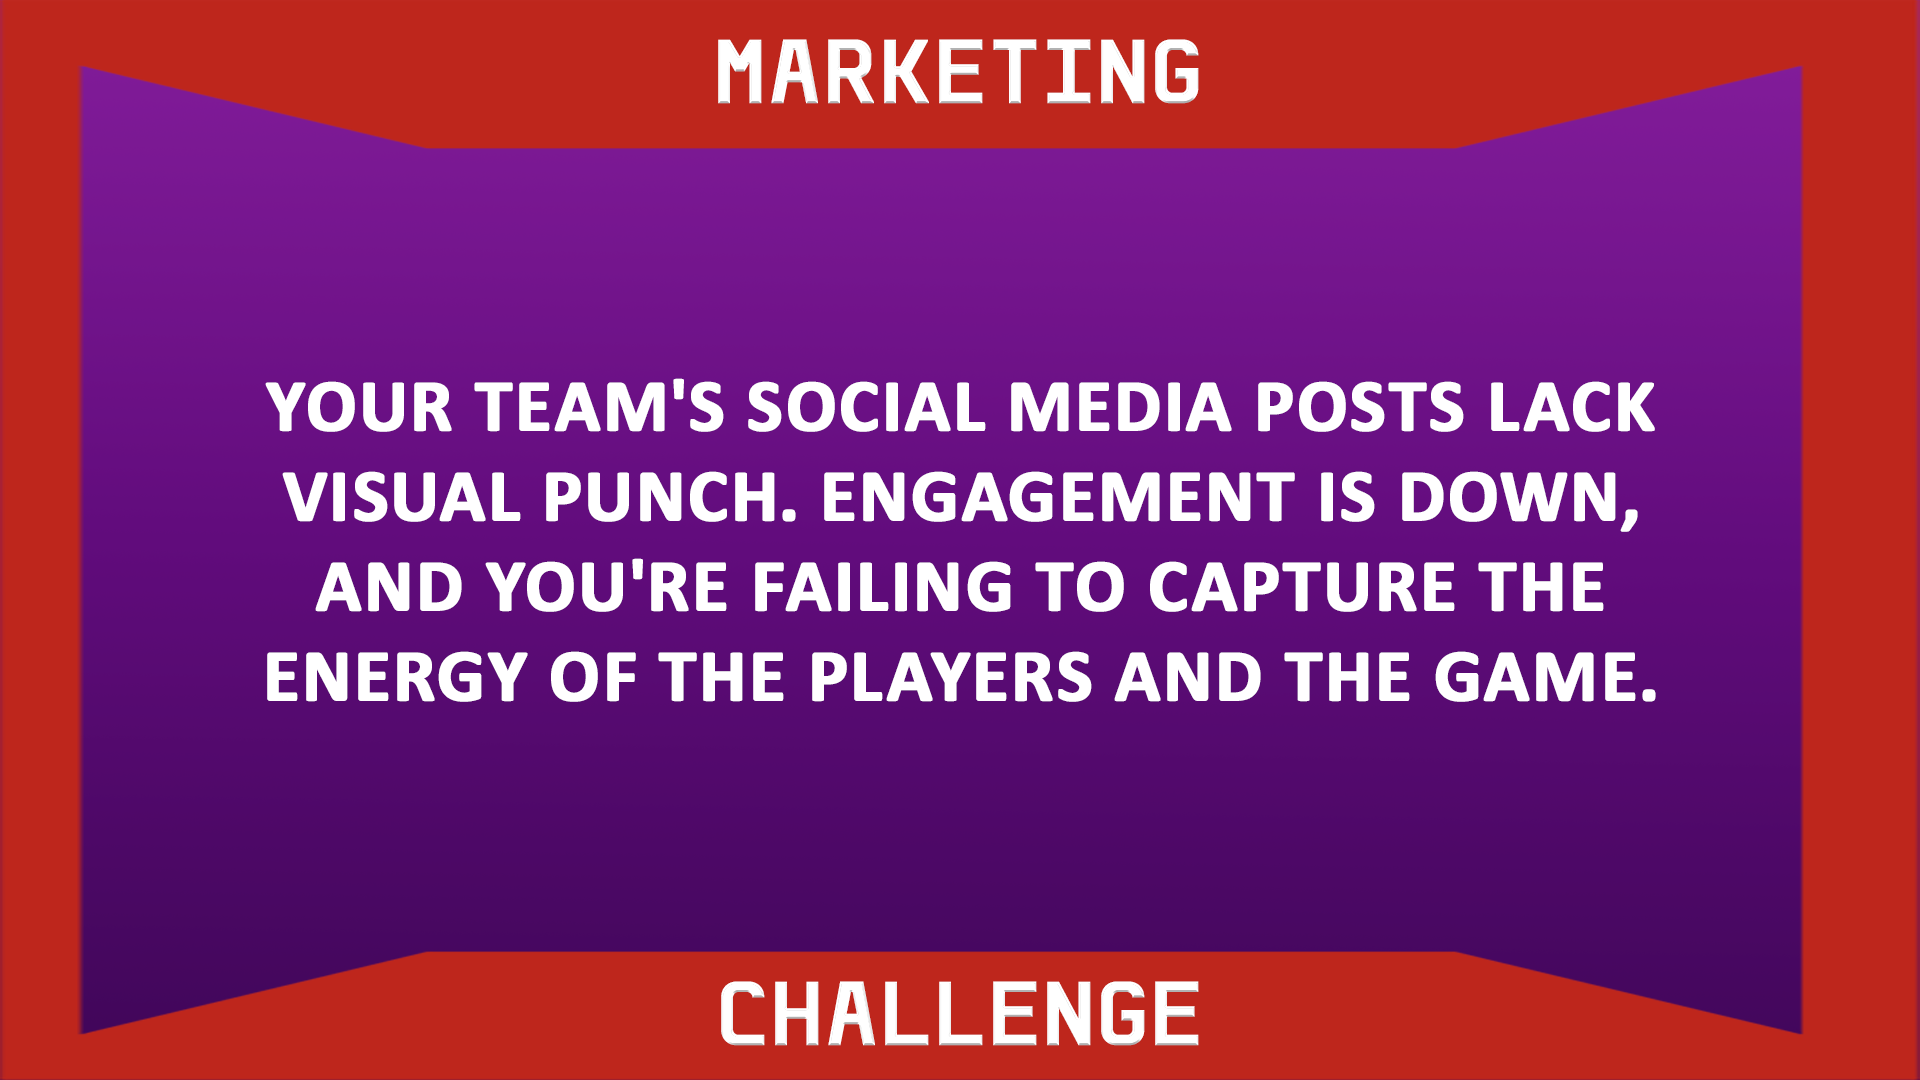 MARKETING
YOUR TEAM'S SOCIAL MEDIA POSTS LACK
VISUAL PUNCH. ENGAGEMENT IS DOWN,
AND YOU'RE FAILING TO CAPTURE THE
ENERGY OF THE PLAYERS AND THE GAME.
CHALLENGE